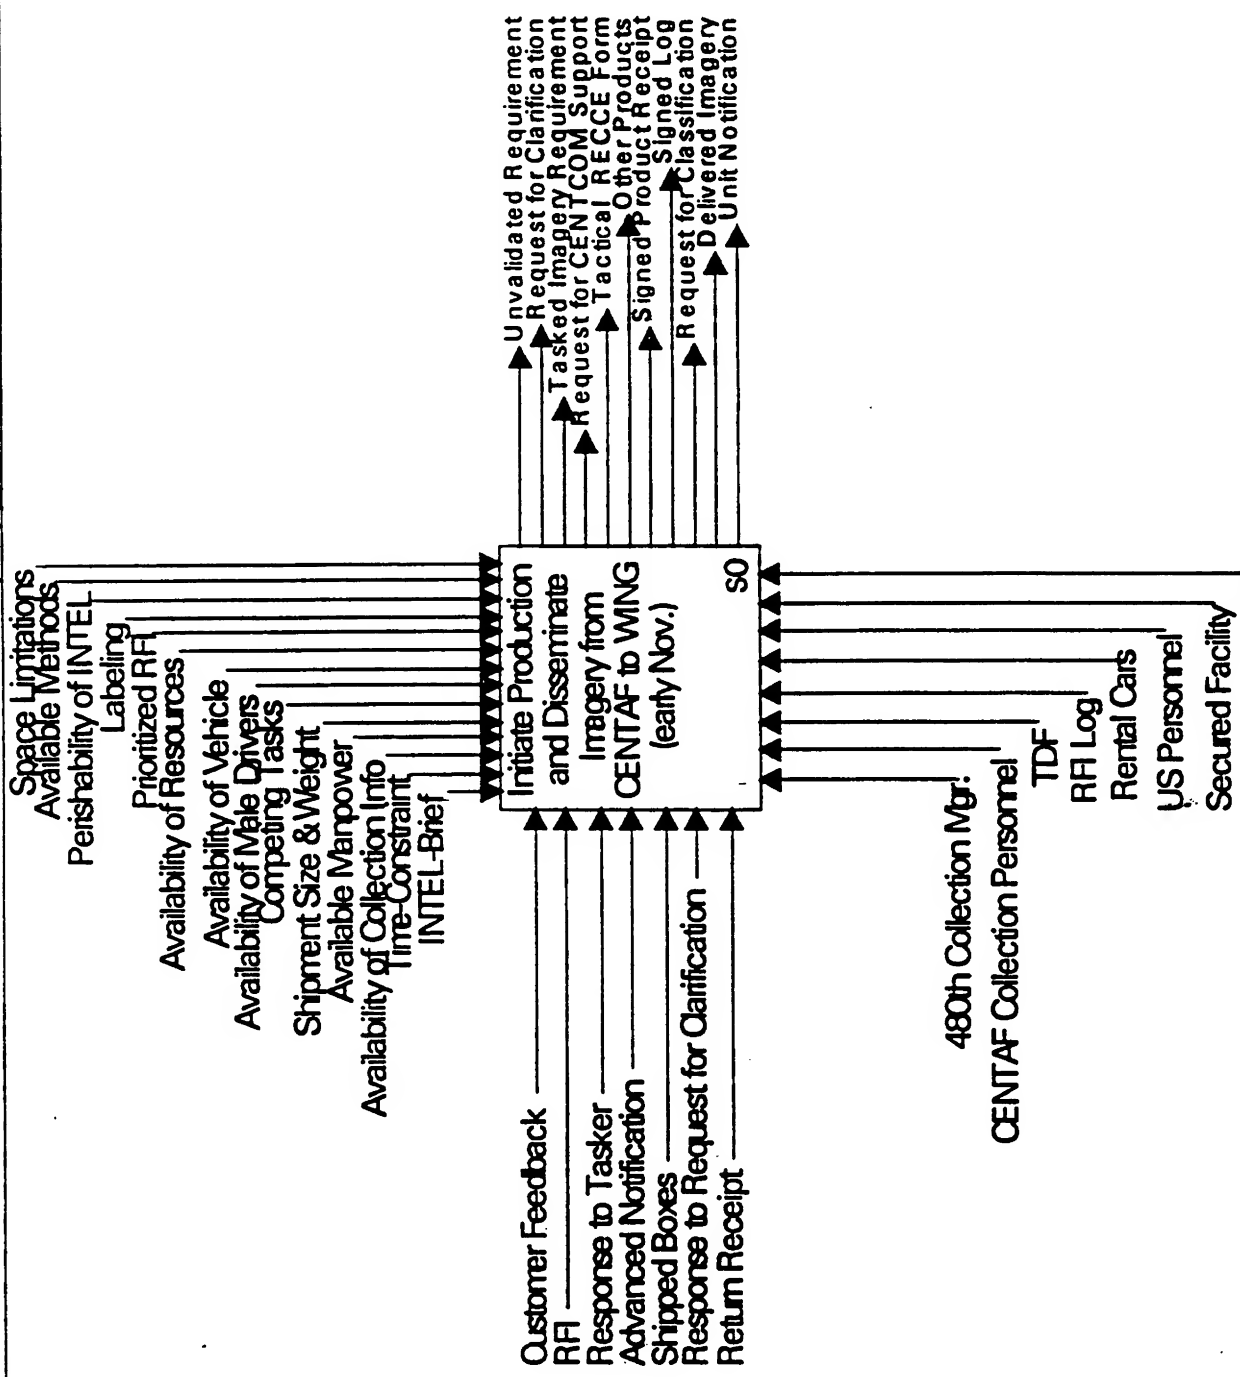 Space Limitations
Available Methods
Perishability of INTEL
Labeling
Prioritized RFI
Availability of Resources
Availability of Vehicle
Availability of Male Drivers
Competing Tasks
Shipment Size & Weight
Available Manpower
Availability of Collection Info
Time-Constraint
INTEL-Brief
Customer Feedback
RFI
Response to Tasker
Advanced Notification
Shipped Boxes
Response to Request for Clarification
Return Receipt
Initiate Production
and Disseminate
Imagery from
CENTAF to WING
(early Nov.)
S0
Unvalidated Requirement
Request for Clarification
Tasked Imagery Requirement
Request for CENTCOM Support
Tactical RECCE Form
Other Products
Signed Product Receipt
Signed Log
Request for Classification
Delivered Imagery
Unit Notification
480th Collection Mgr.
CENTAF Collection Personnel
TDF
RFI Log
Rental Cars
US Personnel
Secured Facility